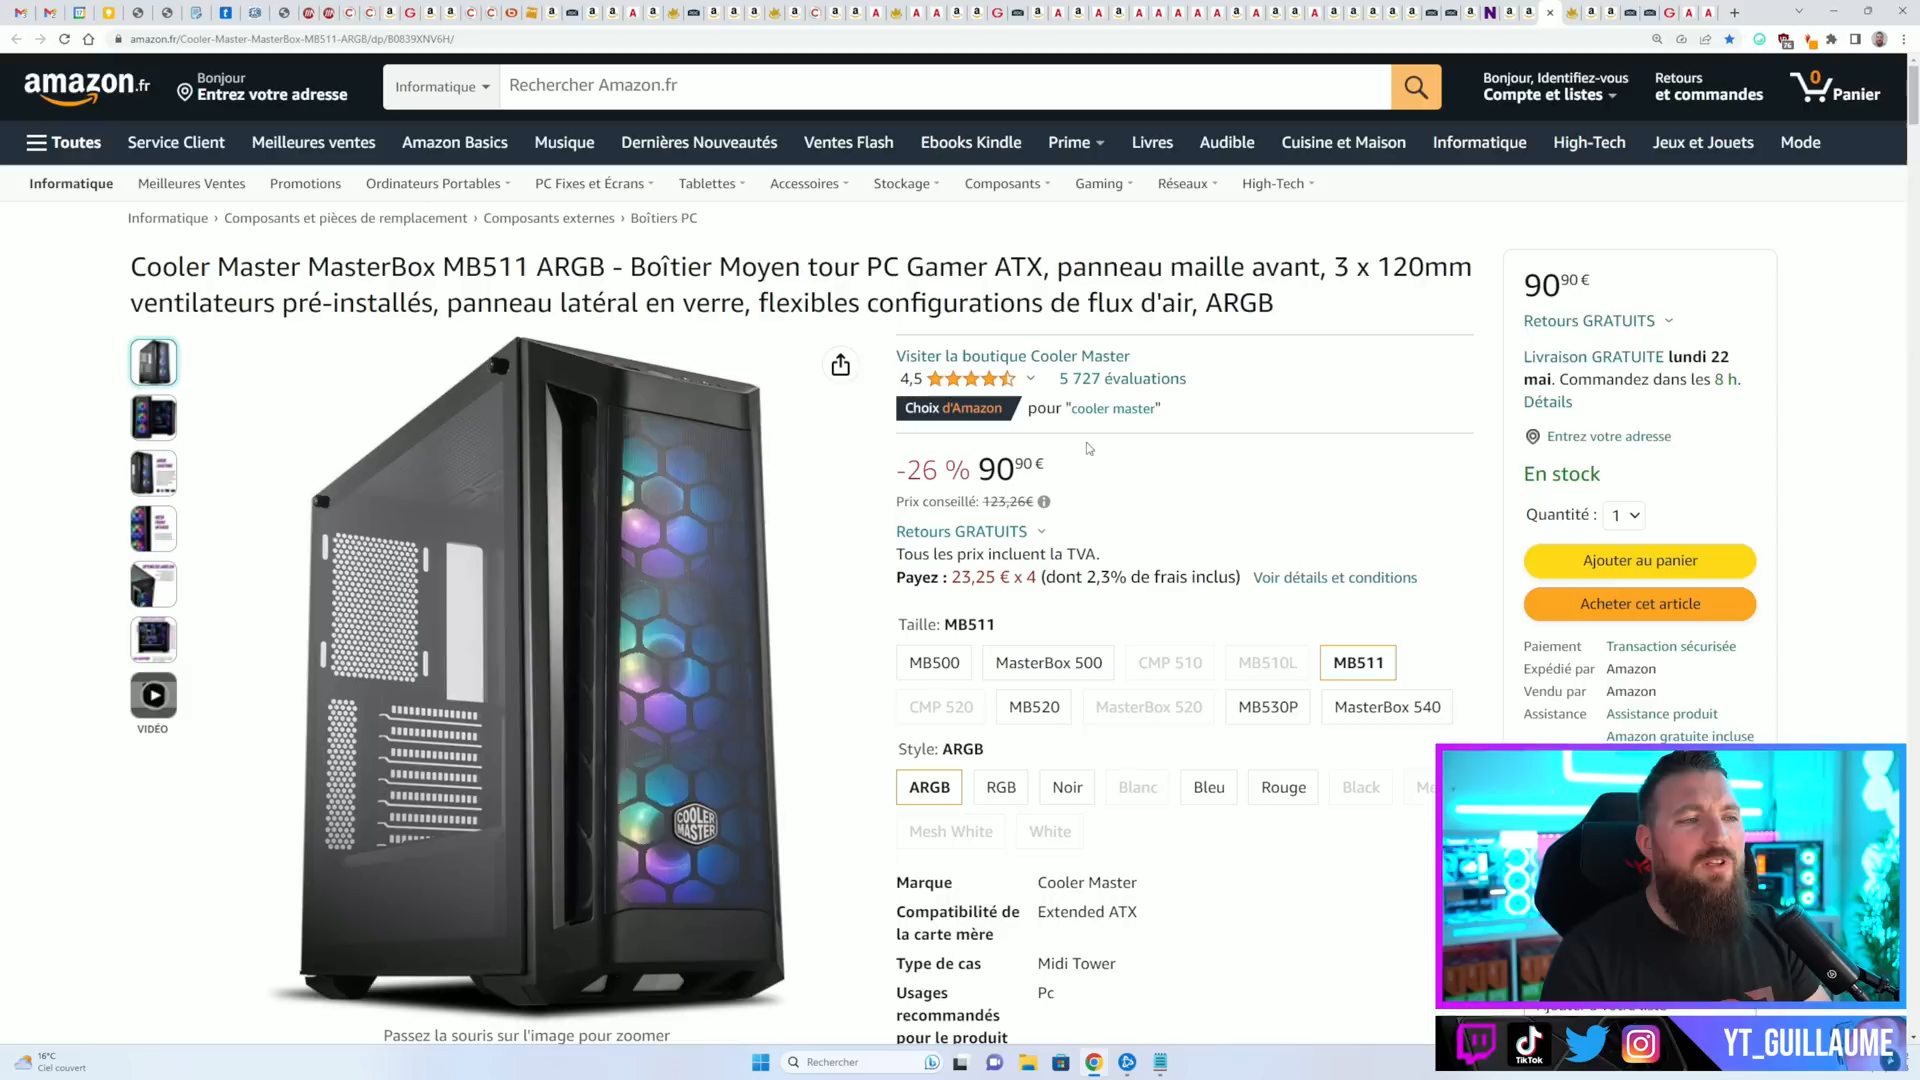 amazon.fr/Cooler-Master-MasterBox-MB511-ARGB/dp/B0839XNV6H/
amazon.fr
Bonjour
Entrez votre adresse
Informatique
Rechercher Amazon.fr
Bonjour, Identifiez-vous
Compte et listes
Retours
et commandes
0
Panier
Toutes
Service Client
Meilleures ventes
Amazon Basics
Musique
Dernières Nouveautés
Ventes Flash
Ebooks Kindle
Prime
Livres
Audible
Cuisine et Maison
Informatique
High-Tech
Jeux et Jouets
Mode
Informatique
Meilleures Ventes
Promotions
Ordinateurs Portables
PC Fixes et Écrans
Tablettes
Accessoires
Stockage
Composants
Gaming
Réseaux
High-Tech
Informatique › Composants et pièces de remplacement › Composants externes › Boîtiers PC
Cooler Master MasterBox MB511 ARGB - Boîtier Moyen tour PC Gamer ATX, panneau maille avant, 3 x 120mm
ventilateurs pré-installés, panneau latéral en verre, flexibles configurations de flux d'air, ARGB
VIDÉO
COOLER
MASTER
Passez la souris sur l'image pour zoomer
Visiter la boutique Cooler Master
4,5
5 727 évaluations
Choix d'Amazon pour "cooler master"
-26 % 90,90 €
Prix conseillé: 123,26€
Retours GRATUITS
Tous les prix incluent la TVA.
Payez : 23,25 € x 4 (dont 2,3% de frais inclus) Voir détails et conditions
Taille: MB511
MB500
MasterBox 500
CMP 510
MB510L
MB511
CMP 520
MB520
MasterBox 520
MB530P
MasterBox 540
Style: ARGB
ARGB
RGB
Noir
Blanc
Bleu
Rouge
Black
Me
Mesh White
White
Marque Cooler Master
Compatibilité de Extended ATX
la carte mère
Type de cas Midi Tower
Usages Pc
recommandés
pour le produit
90 90 €
Retours GRATUITS
Livraison GRATUITE lundi 22
mai. Commandez dans les 8 h.
Détails
Entrez votre adresse
En stock
Quantité : 1
Ajouter au panier
Acheter cet article
Paiement Transaction sécurisée
Expédié par Amazon
Vendu par Amazon
Assistance Assistance produit
Amazon gratuite incluse
TikTok
YT_GUILLAUME
16°C
Ciel couvert
Rechercher